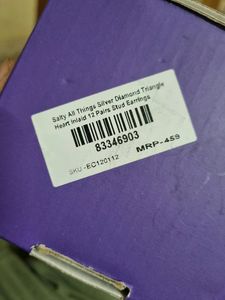 Salty All Things Silver Diamond Triangle
Heart Inlaid 12 Pairs Stud Earrings
83346903
SKU-EC120112 MRP-459